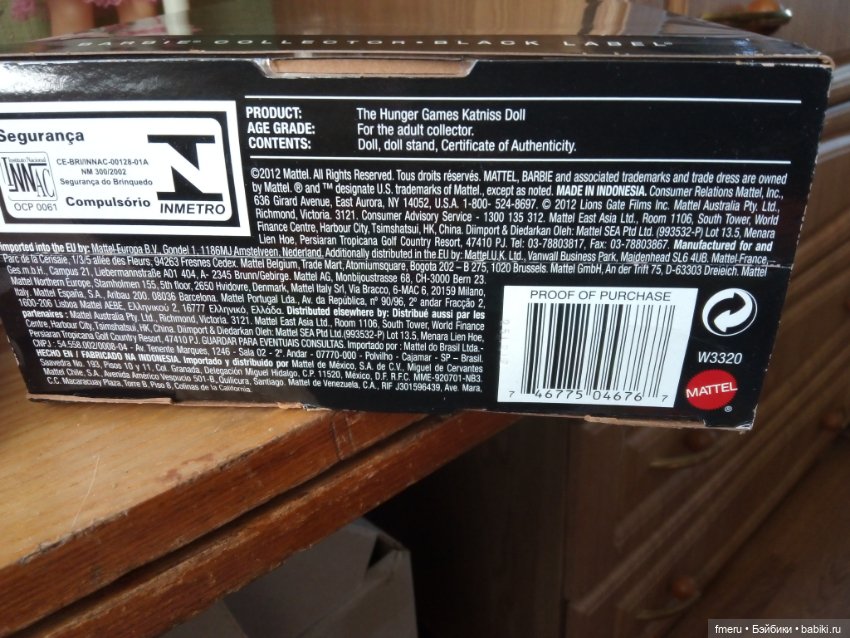 BARBIE COLLECTOR • BLACK LABEL®
Segurança
Instituto Nacional
INNAC
OCP 0061
CE-BRI/INNAC-00128-01A
NM 300/2002
Segurança do Brinquedo
Compulsório
INMETRO
PRODUCT: The Hunger Games Katniss Doll
AGE GRADE: For the adult collector.
CONTENTS: Doll, doll stand, Certificate of Authenticity.
©2012 Mattel. All Rights Reserved. Tous droits réservés. MATTEL, BARBIE and associated trademarks and trade dress are owned
by Mattel. ® and ™ designate U.S. trademarks of Mattel., except as noted. MADE IN INDONESIA. Consumer Relations Mattel, Inc.,
636 Girard Avenue, East Aurora, NY 14052, U.S.A. 1-800- 524-8697. © 2012 Lions Gate Films Inc. Mattel Australia Pty. Ltd.,
Richmond, Victoria. 3121. Consumer Advisory Service - 1300 135 312. Mattel East Asia Ltd., Room 1106, South Tower, World
Finance Centre, Harbour City, Tsimshatsui, HK, China. Diimport & Diedarkan Oleh: Mattel SEA Ptd Ltd.(993532-P) Lot 13.5, Menara
Lien, Persiaran Tropicana Golf Country Resort, 47410 PJ. Tel: 03-78803817, Fax: 03-78803867. Manufactured for and
imported into the EU by: Mattel Europa B.V., Gondel 1, 1186MJ Amstelveen, Nederland. Additionally distributed in the EU by: Mattel U.K. Ltd., Vanwall Business Park, Maidenhead SL6 4UB. Mattel France,
Parc de la Cerisaie, 1/3/5 allée des Fleurs, 94263 Fresnes Cedex. Mattel Belgium, Trade Mart, Atomiumsquare, Bogota 202 – B 275, 1020 Brussels. Mattel GmbH, An der Trift 75, D-63303 Dreieich. Mattel
Ges.m.b.H., Campus 21, Liebermannstraße A01 404, A- 2345 Brunn/Gebirge. Mattel AG, Monbijoustrasse 68, CH-3000 Bern 23.
Mattel Northern Europe, Stamholmen 155, 5th floor, 2650 Hvidovre, Denmark. Mattel Srl, Via Bracco, 6-MAC 6, 20159 Milano,
Italy. Mattel España, S.A., Aribau 200. 08036 Barcelona. Mattel Portugal Lda., Av. da República, nº 90/96, 2º andar Fracção 2,
1600-206 Lisboa Mattel AEBE, Ελληνικού 2, 16777 Ελληνικό, Ελλάδα. Distributed elsewhere by: Distribué aussi par les
partenaires : Mattel Australia Pty. Ltd., Richmond, Victoria. 3121. Mattel East Asia Ltd., Room 1106, South Tower, World Finance
Centre, Harbour City, Tsimshatsui, HK, China. Diimport & Diedarkan Oleh: Mattel SEA Ptd Ltd.(993532-P) Lot 13.5, Menara Lien Hoe,
Persiaran Tropicana Golf Country Resort, 47410 PJ. GUARDAR PARA EVENTUAIS CONSULTAS. Importado por : Mattel do Brasil Ltda.-
CNPJ : 54.558.002/0008-04 - Av. Tenente Marques, 1246 - Sala 02 - 2º. Andar - 07770-000 - Polvilho - Cajamar - SP – Brasil.
HECHO EN / FABRICADO NA INDONESIA. Importado y distribuido por Mattel de México, S.A. de C.V., Miguel de Cervantes
Saavedra No. 193, Pisos 10 y 11, Col. Granada, Delegación Miguel Hidalgo, C.P. 11520, México, D.F. R.F.C. MME-920701-NB3.
Mattel Chile, S.A., Avenida Américo Vespucio 501-B, Quilicura, Santiago. Mattel de Venezuela, C.A., RIF J301596439, Ave. Mara,
C.C. Macaracuay Plaza, Torre B, Piso 8, Colinas de la California,
PROOF OF PURCHASE
7 46775 04676 7
W3320
MATTEL
®
fmeru • Бэйбики • babiki.ru